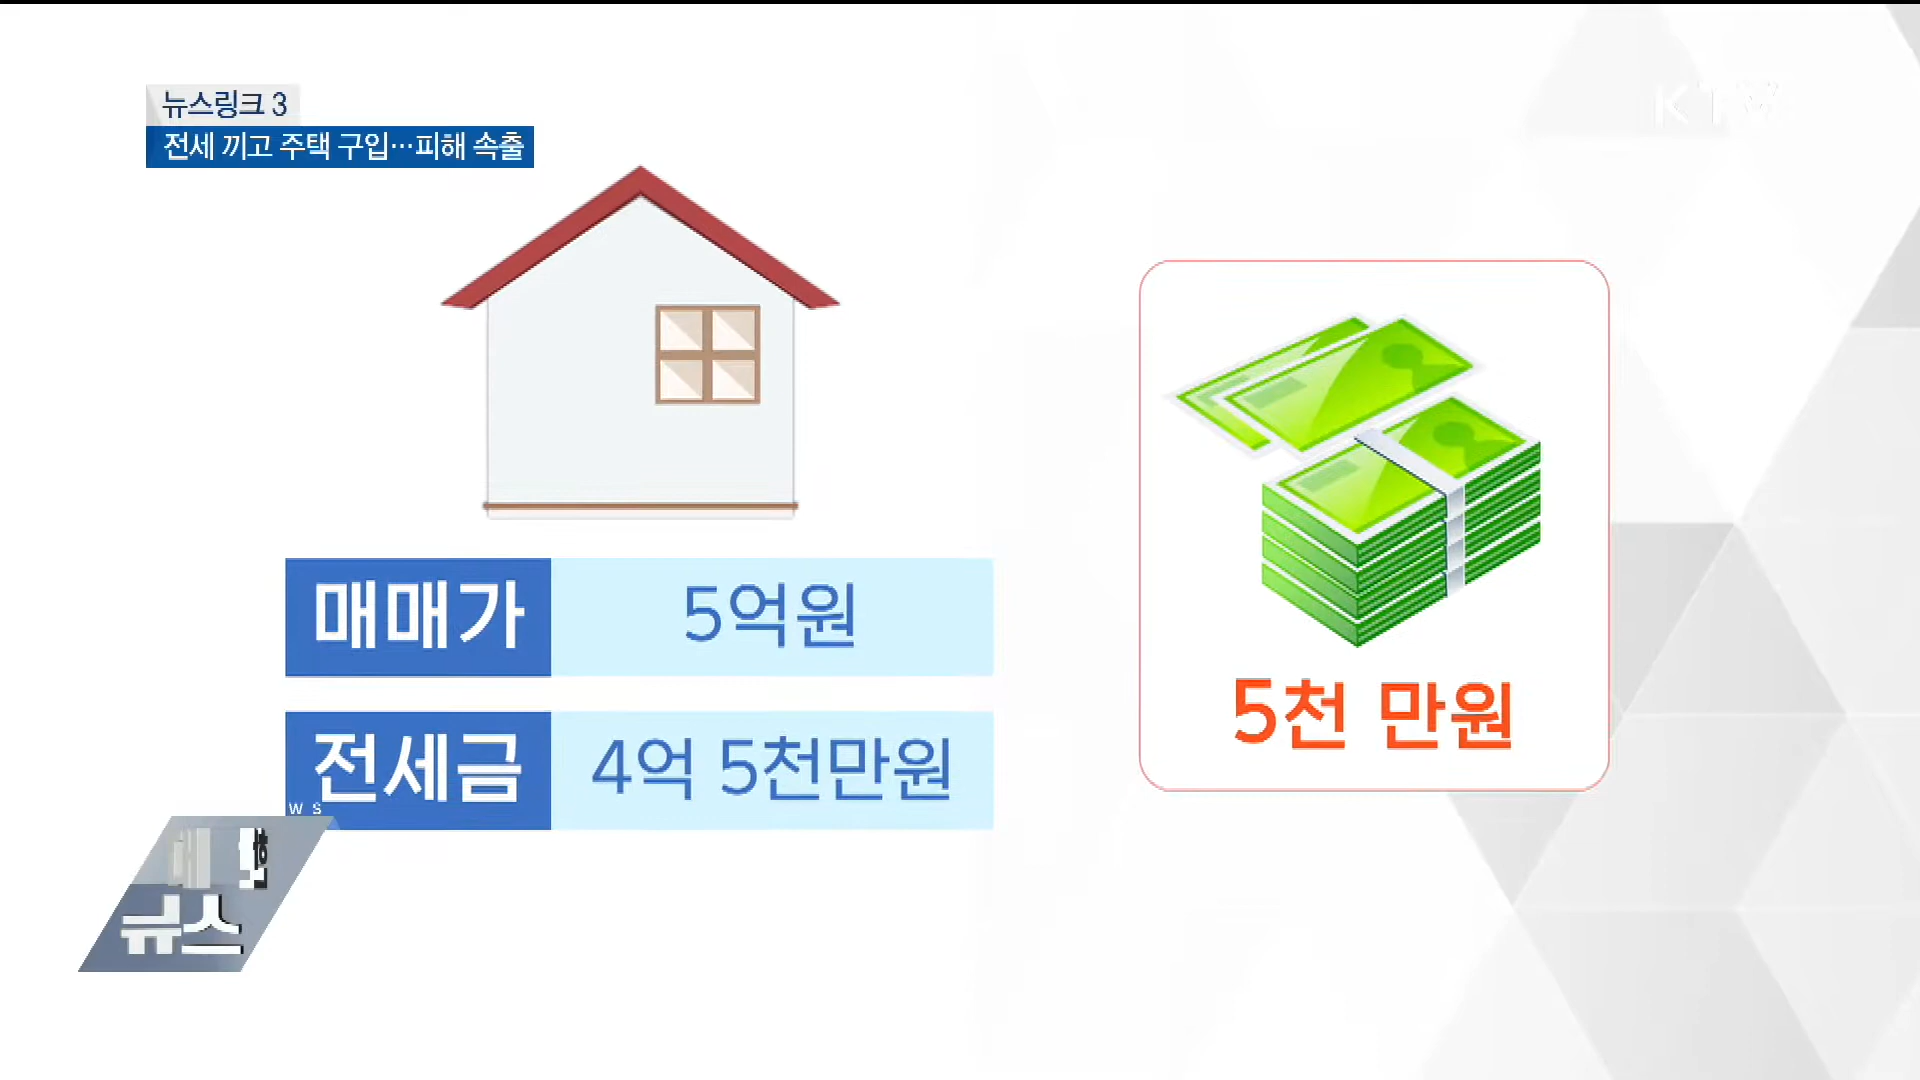 뉴스링크 3
전세 끼고 주택 구입…피해 속출
KTV
매매가 5억원
전세금 4억 5천만원
5천 만원
W S
뉴스